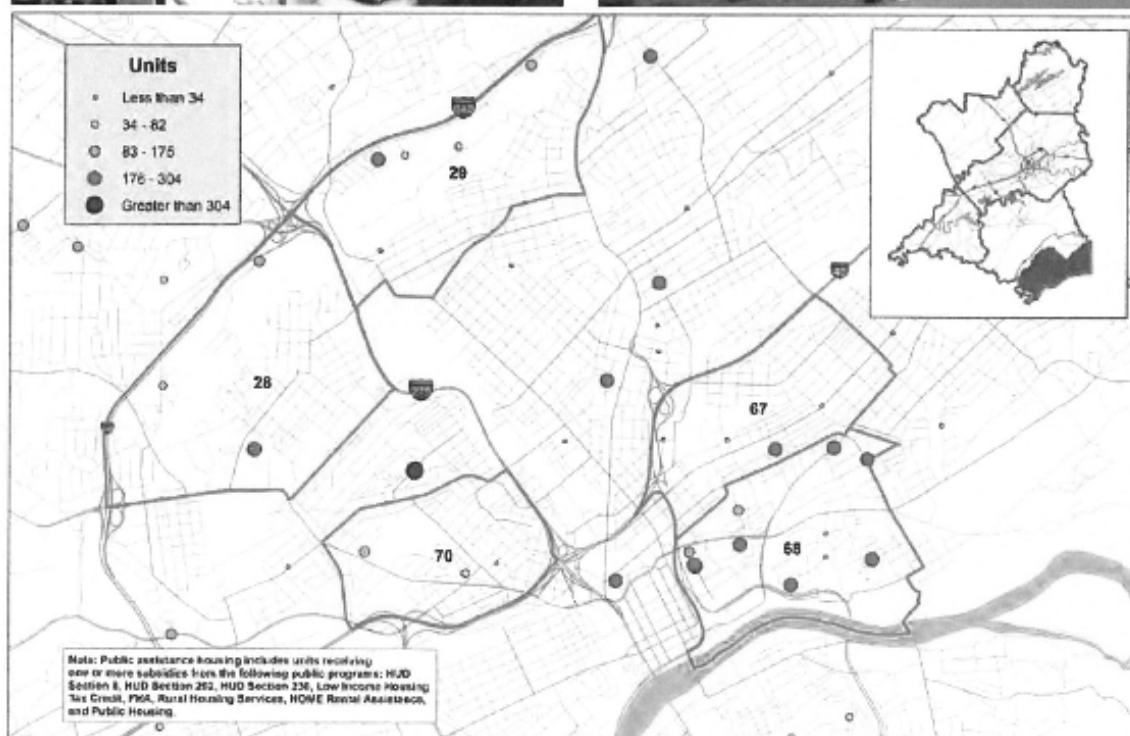 Units
Less than 34
34 - 82
83 - 175
176 - 304
Greater than 304
29
28
67
70
68
Note: Public assistance housing includes units receiving
one or more subsidies from the following public programs: HUD
Section 8, HUD Section 202, HUD Section 236, Low Income Housing
Tax Credit, FHA, Rural Housing Services, HOME Rental Assistance,
and Public Housing.